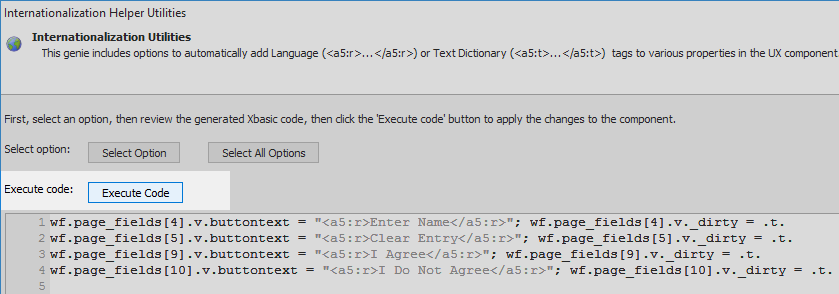 Internationalization Helper Utilities
Internationalization Utilities
This genie includes options to automatically add Language (<a5:r>...</a5:r>) or Text Dictionary (<a5:t>...</a5:t>) tags to various properties in the UX component
First, select an option, then review the generated Xbasic code, then click the 'Execute code' button to apply the changes to the component.
Select option: Select Option Select All Options
Execute code: Execute Code
1 wf.page_fields[4].v.buttontext = "<a5:r>Enter Name</a5:r>"; wf.page_fields[4].v._dirty = .t.
2 wf.page_fields[5].v.buttontext = "<a5:r>Clear Entry</a5:r>"; wf.page_fields[5].v._dirty = .t.
3 wf.page_fields[9].v.buttontext = "<a5:r>I Agree</a5:r>"; wf.page_fields[9].v._dirty = .t.
4 wf.page_fields[10].v.buttontext = "<a5:r>I Do Not Agree</a5:r>"; wf.page_fields[10].v._dirty = .t.
5